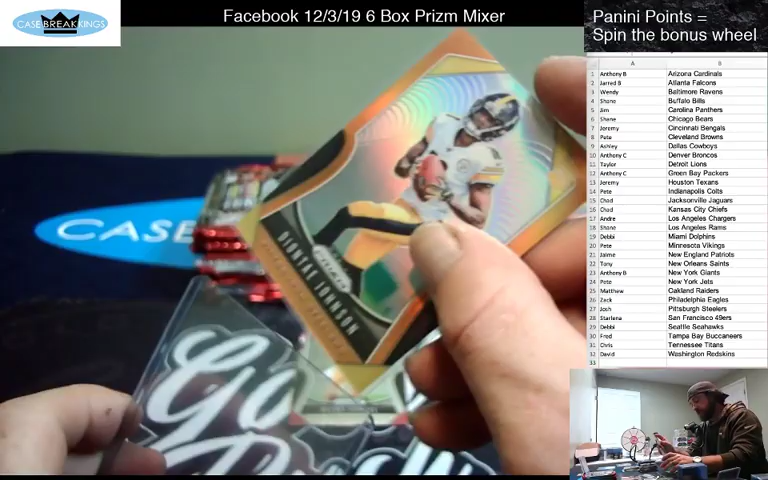 CASE BREAK KINGS
Facebook 12/3/19 6 Box Prizm Mixer
Panini Points =
Spin the bonus wheel
A B
1 Anthony B Arizona Cardinals
2 Jarred B Atlanta Falcons
3 Wendy Baltimore Ravens
4 Shane Buffalo Bills
5 Jim Carolina Panthers
6 Shane Chicago Bears
7 Jeremy Cincinnati Bengals
8 Pete Cleveland Browns
9 Ashley Dallas Cowboys
10 Anthony C Denver Broncos
11 Taylor Detroit Lions
12 Anthony C Green Bay Packers
13 Jeremy Houston Texans
14 Pete Indianapolis Colts
15 Chad Jacksonville Jaguars
16 Chad Kansas City Chiefs
17 Andre Los Angeles Chargers
18 Shane Los Angeles Rams
19 Debbi Miami Dolphins
20 Pete Minnesota Vikings
21 Jaime New England Patriots
22 Tony New Orleans Saints
23 Anthony B New York Giants
24 Pete New York Jets
25 Matthew Oakland Raiders
26 Zack Philadelphia Eagles
27 Josh Pittsburgh Steelers
28 Starlena San Francisco 49ers
29 Debbi Seattle Seahawks
30 Fred Tampa Bay Buccaneers
31 Chris Tennessee Titans
32 David Washington Redskins
33
CASE
DIONTAE JOHNSON
PRIZM
Go